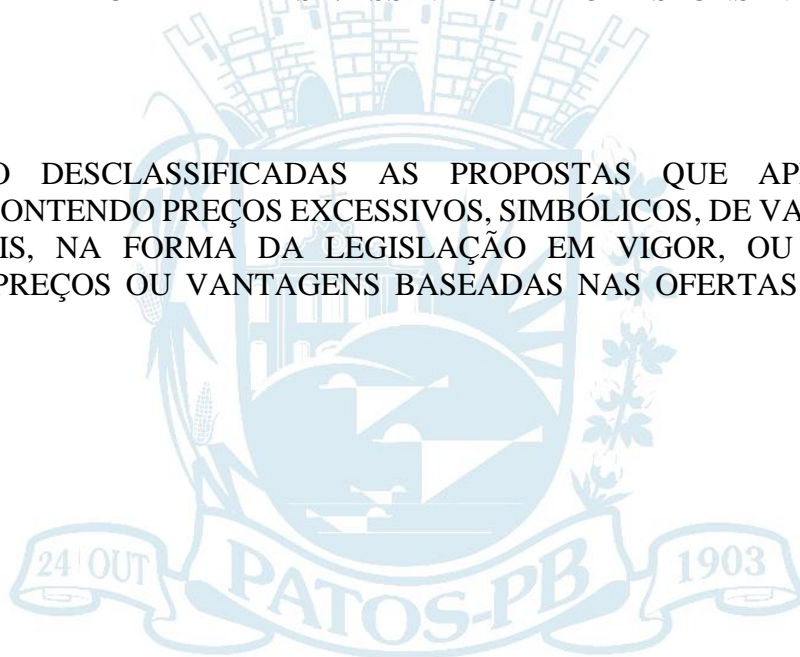 O DESCLASSIFICADAS AS PROPOSTAS QUE AP
ONTENDO PREÇOS EXCESSIVOS, SIMBÓLICOS, DE VA
IS, NA FORMA DA LEGISLAÇÃO EM VIGOR, OU
PREÇOS OU VANTAGENS BASEADAS NAS OFERTAS
24 OUT
PATOS-PB
1903